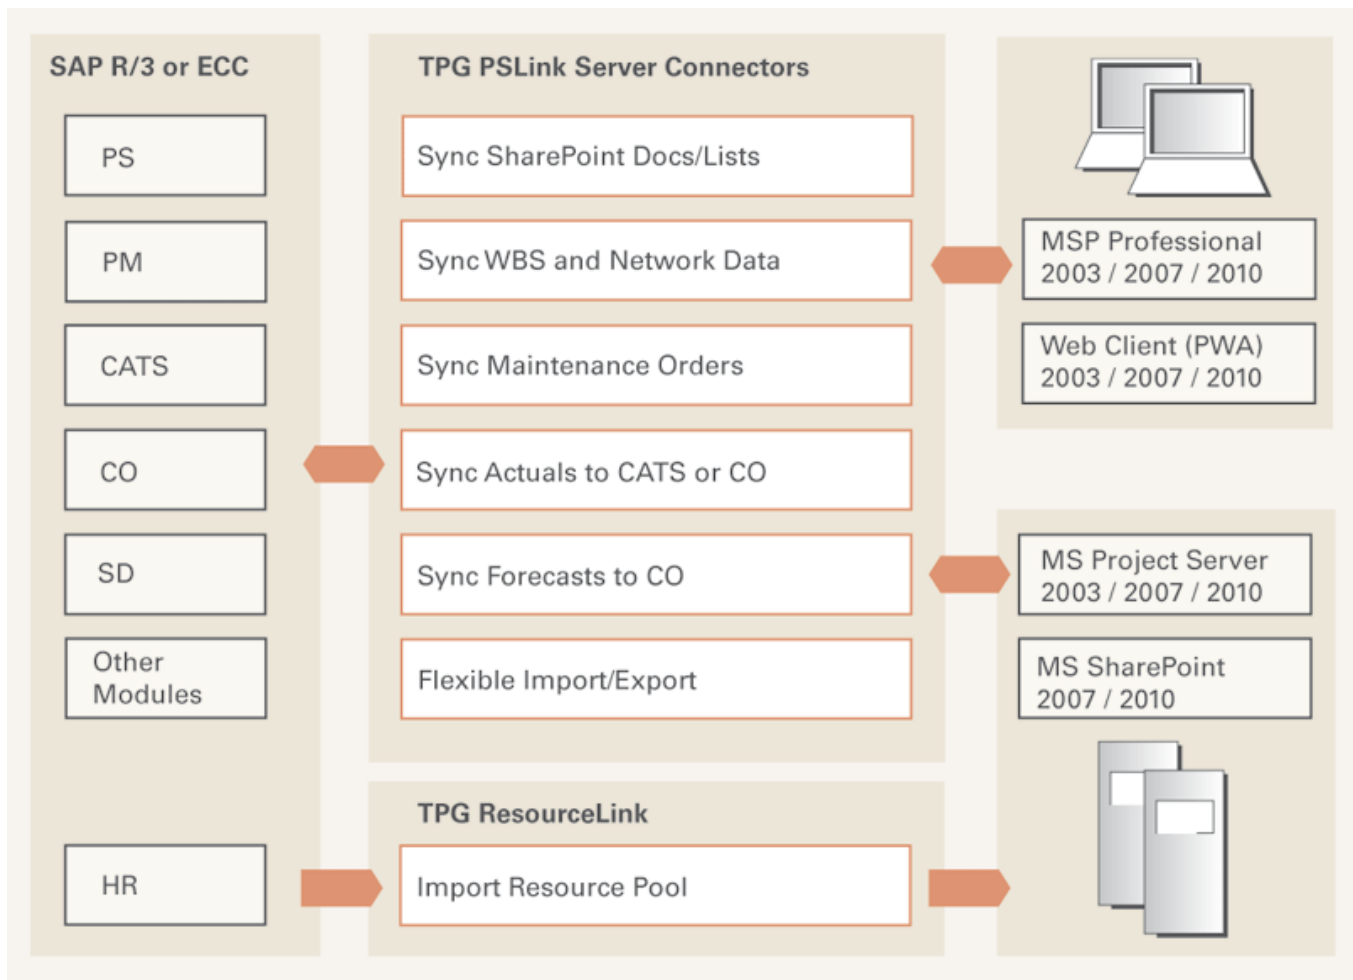 SAP R/3 or ECC
PS
PM
CATS
CO
SD
Other
Modules
HR
TPG PSLink Server Connectors
Sync SharePoint Docs/Lists
Sync WBS and Network Data
Sync Maintenance Orders
Sync Actuals to CATS or CO
Sync Forecasts to CO
Flexible Import/Export
TPG ResourceLink
Import Resource Pool
MSP Professional
2003 / 2007 / 2010
Web Client (PWA)
2003 / 2007 / 2010
MS Project Server
2003 / 2007 / 2010
MS SharePoint
2007 / 2010